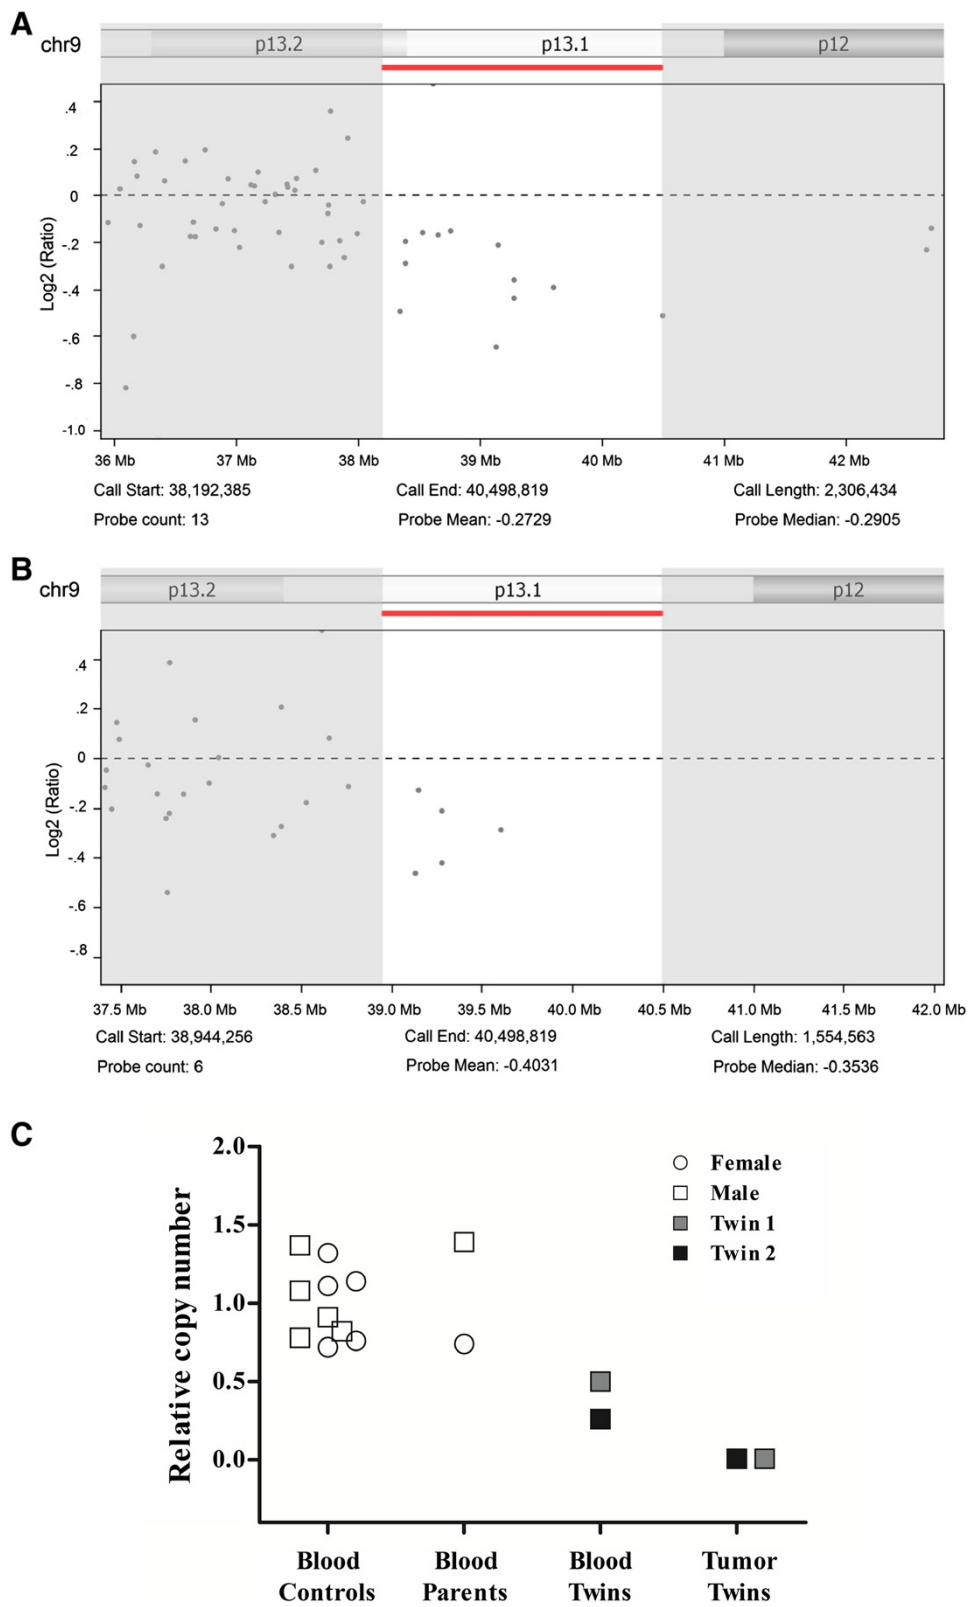 A
chr9 p13.2 p13.1 p12
.4
.2
0
-.2
-.4
-.6
-.8
-1.0
Log2 (Ratio)
36 Mb 37 Mb 38 Mb 39 Mb 40 Mb 41 Mb 42 Mb
Call Start: 38,192,385 Call End: 40,498,819 Call Length: 2,306,434
Probe count: 13 Probe Mean: -0.2729 Probe Median: -0.2905
B
chr9 p13.2 p13.1 p12
.4
.2
0
-.2
-.4
-.6
-.8
Log2 (Ratio)
37.5 Mb 38.0 Mb 38.5 Mb 39.0 Mb 39.5 Mb 40.0 Mb 40.5 Mb 41.0 Mb 41.5 Mb 42.0 Mb
Call Start: 38,944,256 Call End: 40,498,819 Call Length: 1,554,563
Probe count: 6 Probe Mean: -0.4031 Probe Median: -0.3536
C
2.0
1.5
1.0
0.5
0.0
Relative copy number
Female
Male
Twin 1
Twin 2
Blood Blood Blood Tumor
Controls Parents Twins Twins